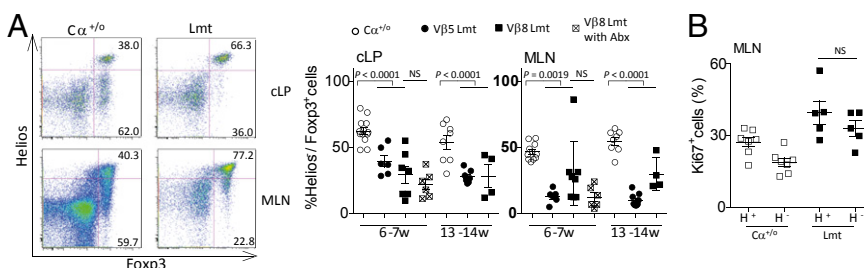 A
Cα+/o
Lmt
38.0
66.3
62.0
36.0
cLP
40.3
77.2
59.7
22.8
MLN
Helios
Foxp3
Cα+/o
Vβ5 Lmt
Vβ8 Lmt
Vβ8 Lmt with Abx
cLP
MLN
P < 0.0001
NS
P < 0.0001
P = 0.0019
NS
P < 0.0001
%Helios-/ Foxp3+cells
100
50
0
100
50
0
6-7w
13-14w
6-7w
13-14w
B
MLN
NS
Ki67+cells (%)
60
30
0
H+
H-
H+
H-
Cα+/o
Lmt